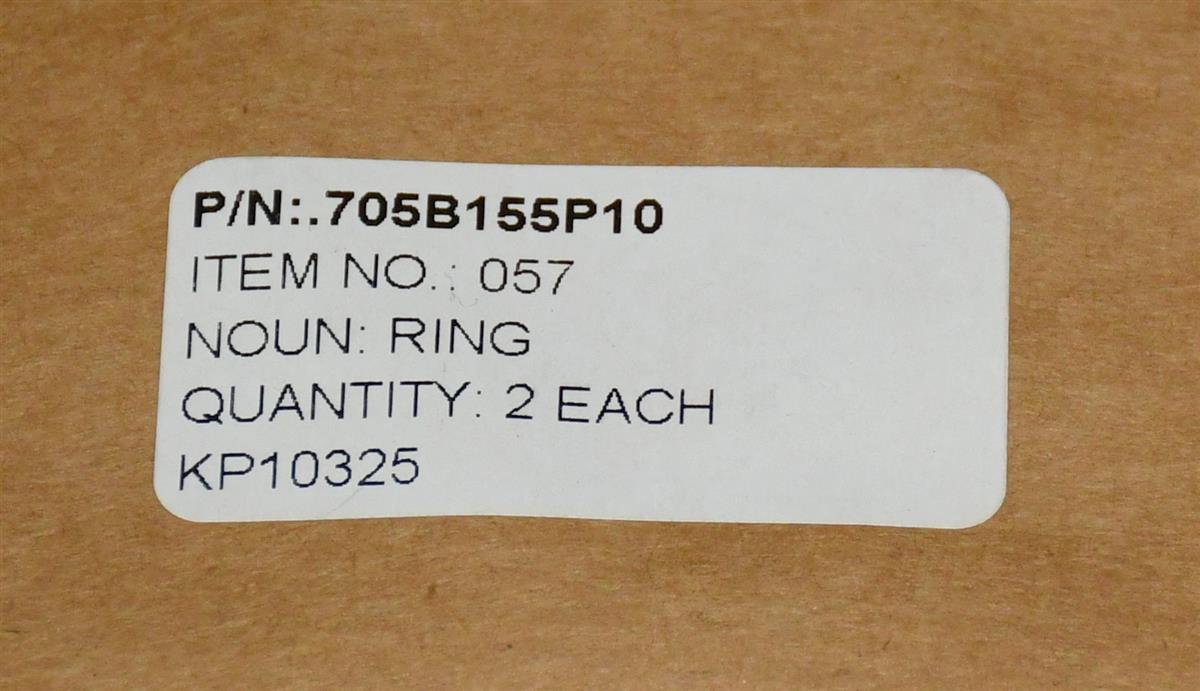 P/N:.705B155P10
ITEM NO.: 057
NOUN: RING
QUANTITY: 2 EACH
KP10325